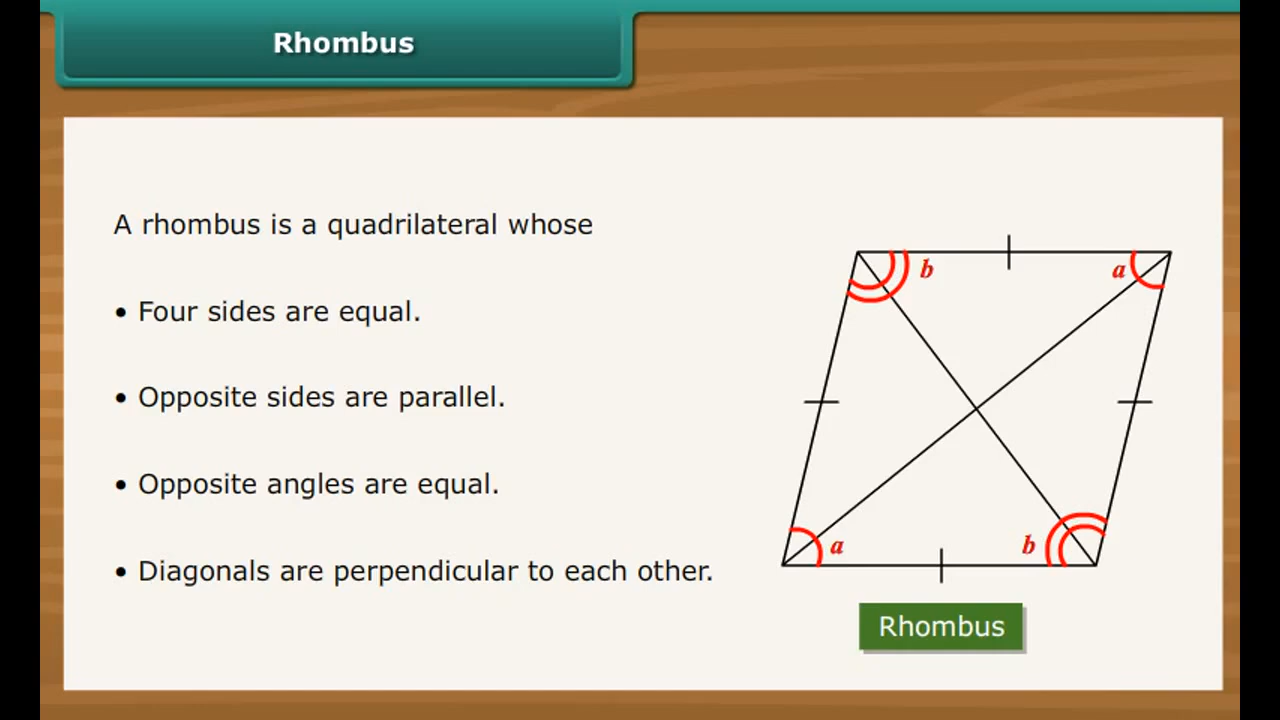 Rhombus
A rhombus is a quadrilateral whose
• Four sides are equal.
• Opposite sides are parallel.
• Opposite angles are equal.
• Diagonals are perpendicular to each other.
b a
a b
Rhombus